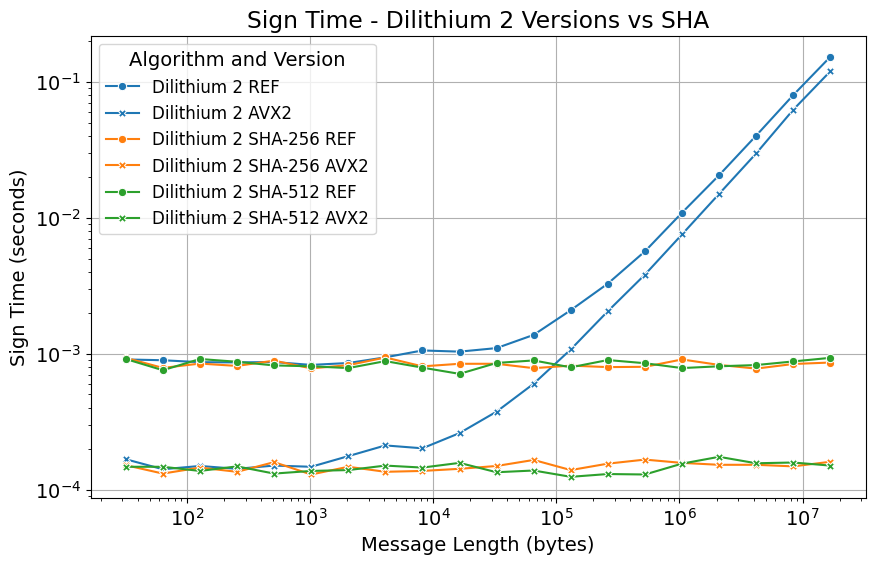 Sign Time - Dilithium 2 Versions vs SHA
Algorithm and Version
Dilithium 2 REF
Dilithium 2 AVX2
Dilithium 2 SHA-256 REF
Dilithium 2 SHA-256 AVX2
Dilithium 2 SHA-512 REF
Dilithium 2 SHA-512 AVX2
Sign Time (seconds)
10⁻¹
10⁻²
10⁻³
10⁻⁴
10² 10³ 10⁴ 10⁵ 10⁶ 10⁷
Message Length (bytes)